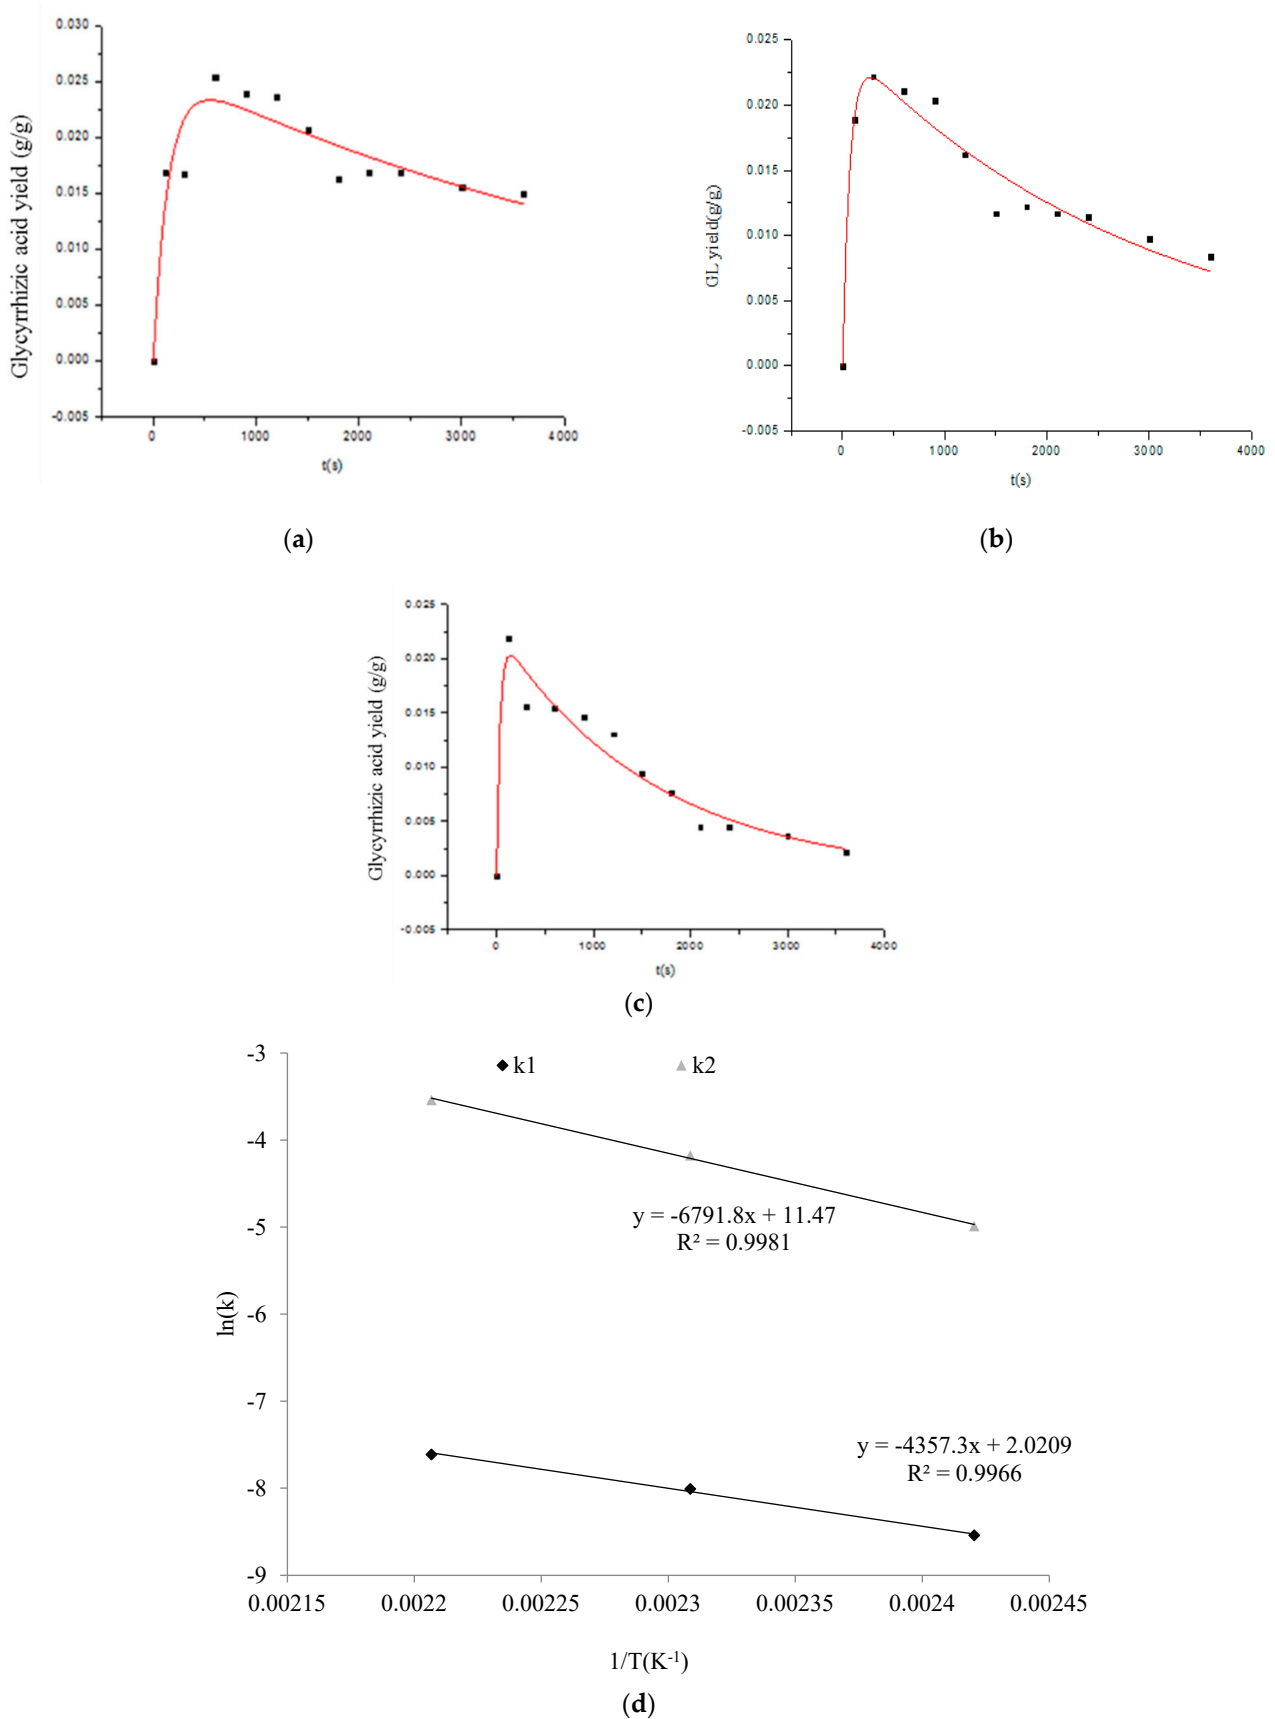 0.030
0.025
0.020
0.015
0.010
0.005
0.000
-0.005
Glycyrrhizic acid yield (g/g)
0 1000 2000 3000 4000
t(s)
(a)
0.025
0.020
0.015
0.010
0.005
0.000
-0.005
GL yield(g/g)
0 1000 2000 3000 4000
t(s)
(b)
0.025
0.020
0.015
0.010
0.005
0.000
-0.005
Glycyrrhizic acid yield (g/g)
0 1000 2000 3000 4000
t(s)
(c)
-3
-4
-5
-6
-7
-8
-9
ln(k)
k1 k2
y = -6791.8x + 11.47
R² = 0.9981
y = -4357.3x + 2.0209
R² = 0.9966
0.00215 0.0022 0.00225 0.0023 0.00235 0.0024 0.00245
1/T(K⁻¹)
(d)